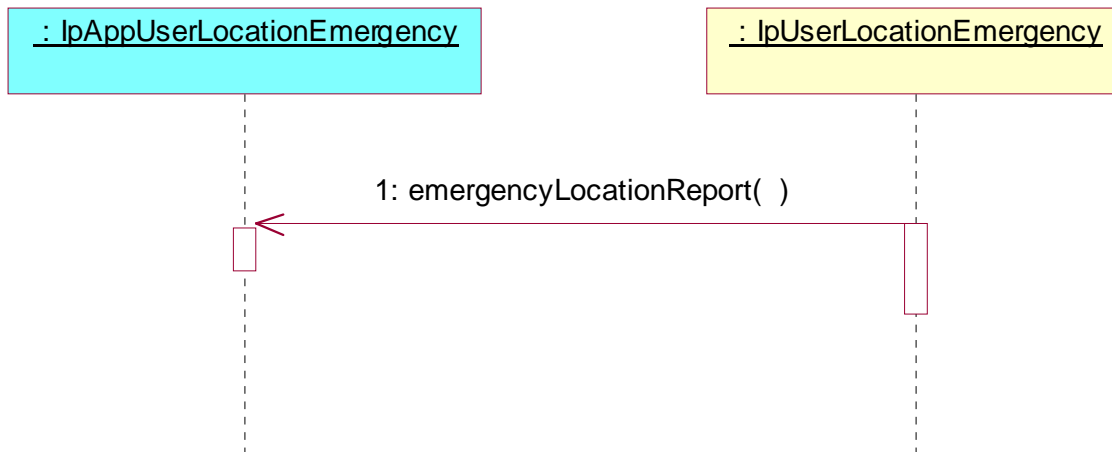 : IpAppUserLocationEmergency
: IpUserLocationEmergency
1: emergencyLocationReport(  )